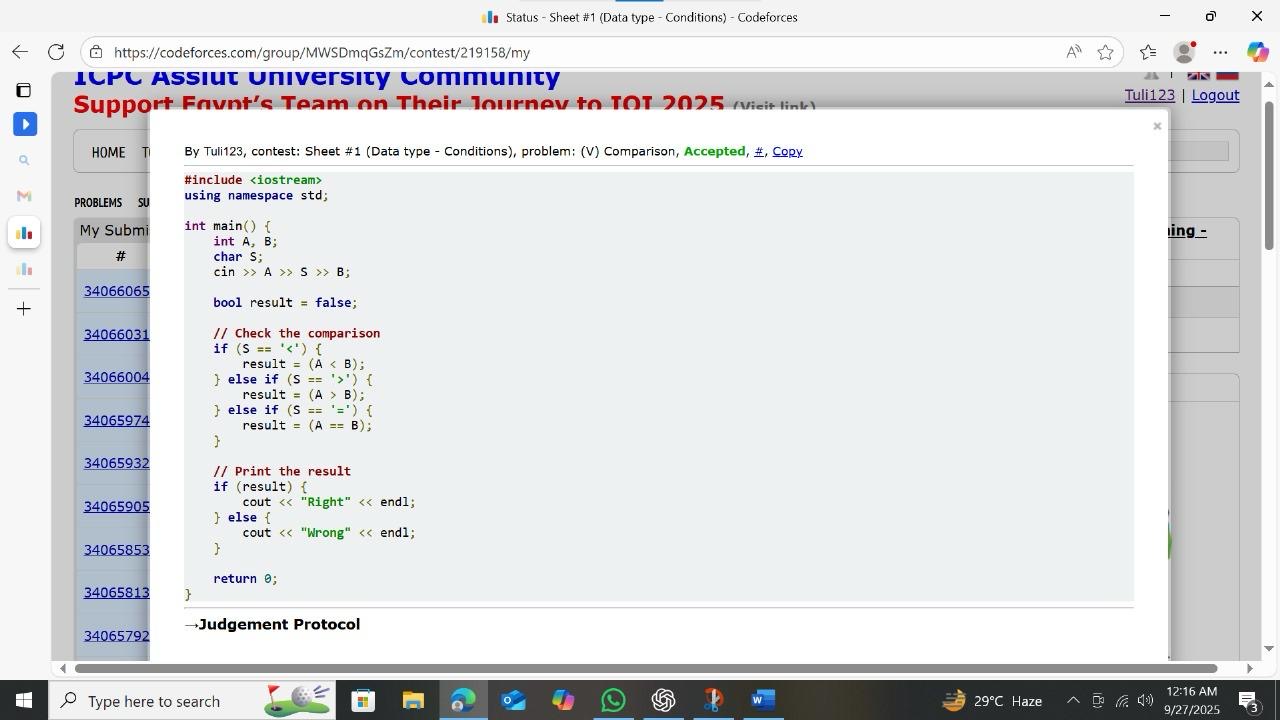 Status - Sheet #1 (Data type - Conditions) - Codeforces
https://codeforces.com/group/MWSDmqGsZm/contest/219158/my
ICPC Assiut University Community
Support Egypt's Team on Their Journey to IOI 2025 (Visit link)
Tuli123 | Logout
HOME
By Tuli123, contest: Sheet #1 (Data type - Conditions), problem: (V) Comparison, Accepted, #, Copy
PROBLEMS SU
My Submi
#
34066065
34066031
34066004
34065974
34065932
34065905
34065853
34065813
34065792
#include <iostream>
using namespace std;
int main() {
    int A, B;
    char S;
    cin >> A >> S >> B;
    bool result = false;
    // Check the comparison
    if (S == '<') {
        result = (A < B);
    } else if (S == '>') {
        result = (A > B);
    } else if (S == '=') {
        result = (A == B);
    }
    // Print the result
    if (result) {
        cout << "Right" << endl;
    } else {
        cout << "Wrong" << endl;
    }
    return 0;
}
→Judgement Protocol
ing -
Type here to search
29°C Haze
12:16 AM
9/27/2025
3